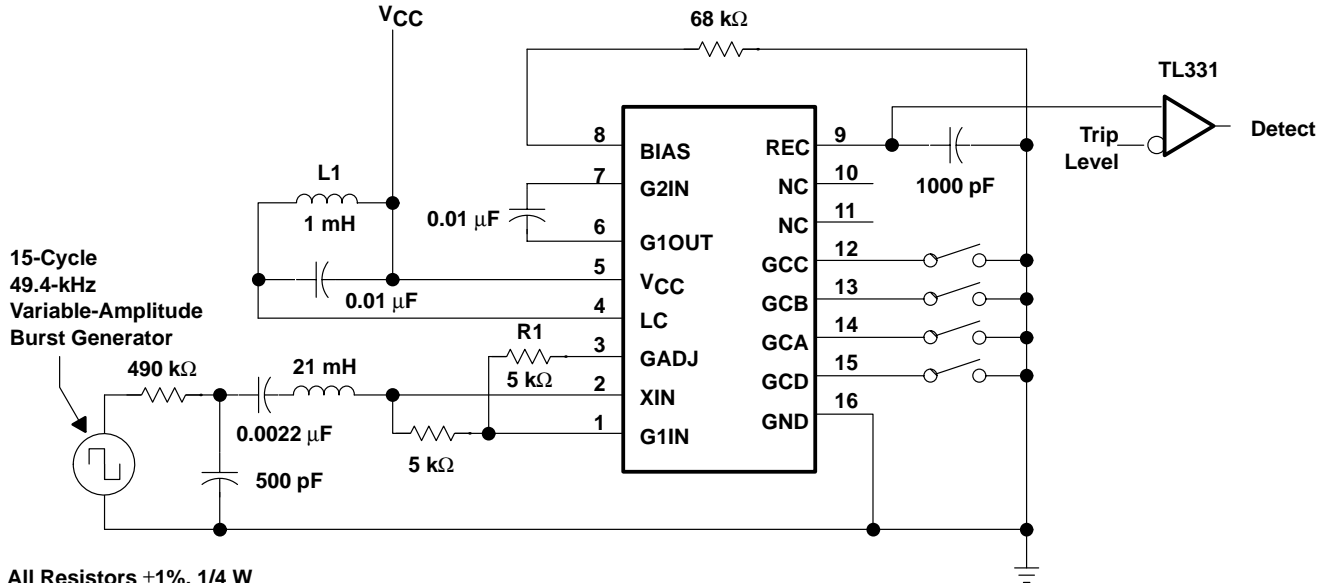 VCC
68 kΩ
TL331
Trip
Level
Detect
8 BIAS
7 G2IN
6 G1OUT
5 VCC
4 LC
3 GADJ
2 XIN
1 G1IN
REC 9
NC 10
NC 11
GCC 12
GCB 13
GCA 14
GCD 15
GND 16
1000 pF
0.01 μF
L1
1 mH
0.01 μF
R1
5 kΩ
15-Cycle
49.4-kHz
Variable-Amplitude
Burst Generator
490 kΩ
21 mH
0.0022 μF
5 kΩ
500 pF
All Resistors ±1%, 1/4 W